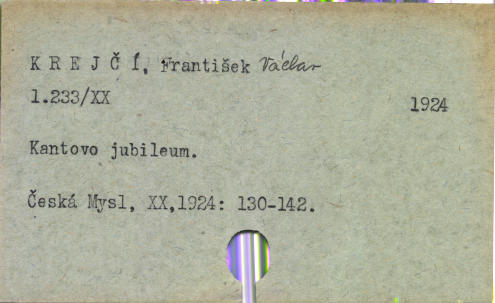 K R E J Č Í, František Václav
1.233/XX 1924
Kantovo jubileum.
Česká Mysl, XX,1924: 130-142.